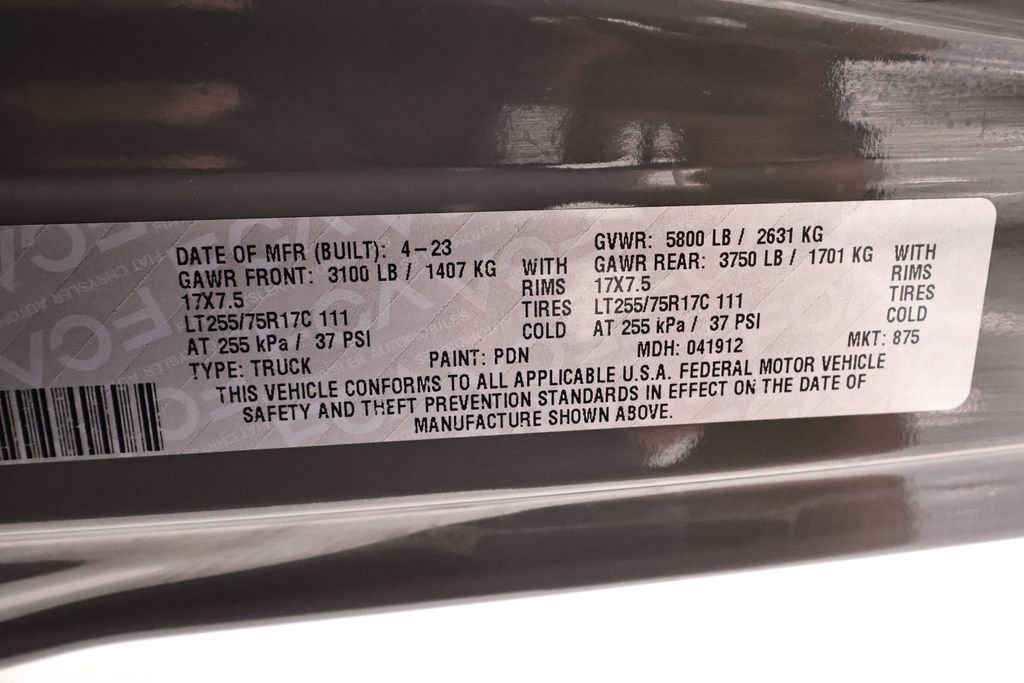 DATE OF MFR (BUILT): 4-23 GVWR: 5800 LB / 2631 KG
GAWR FRONT: 3100 LB / 1407 KG WITH GAWR REAR: 3750 LB / 1701 KG WITH
17X7.5 RIMS 17X7.5 RIMS
LT255/75R17C 111 TIRES LT255/75R17C 111 TIRES
AT 255 kPa / 37 PSI COLD AT 255 kPa / 37 PSI COLD
TYPE: TRUCK PAINT: PDN MDH: 041912 MKT: 875
THIS VEHICLE CONFORMS TO ALL APPLICABLE U.S.A. FEDERAL MOTOR VEHICLE
SAFETY AND THEFT PREVENTION STANDARDS IN EFFECT ON THE DATE OF
MANUFACTURE SHOWN ABOVE.